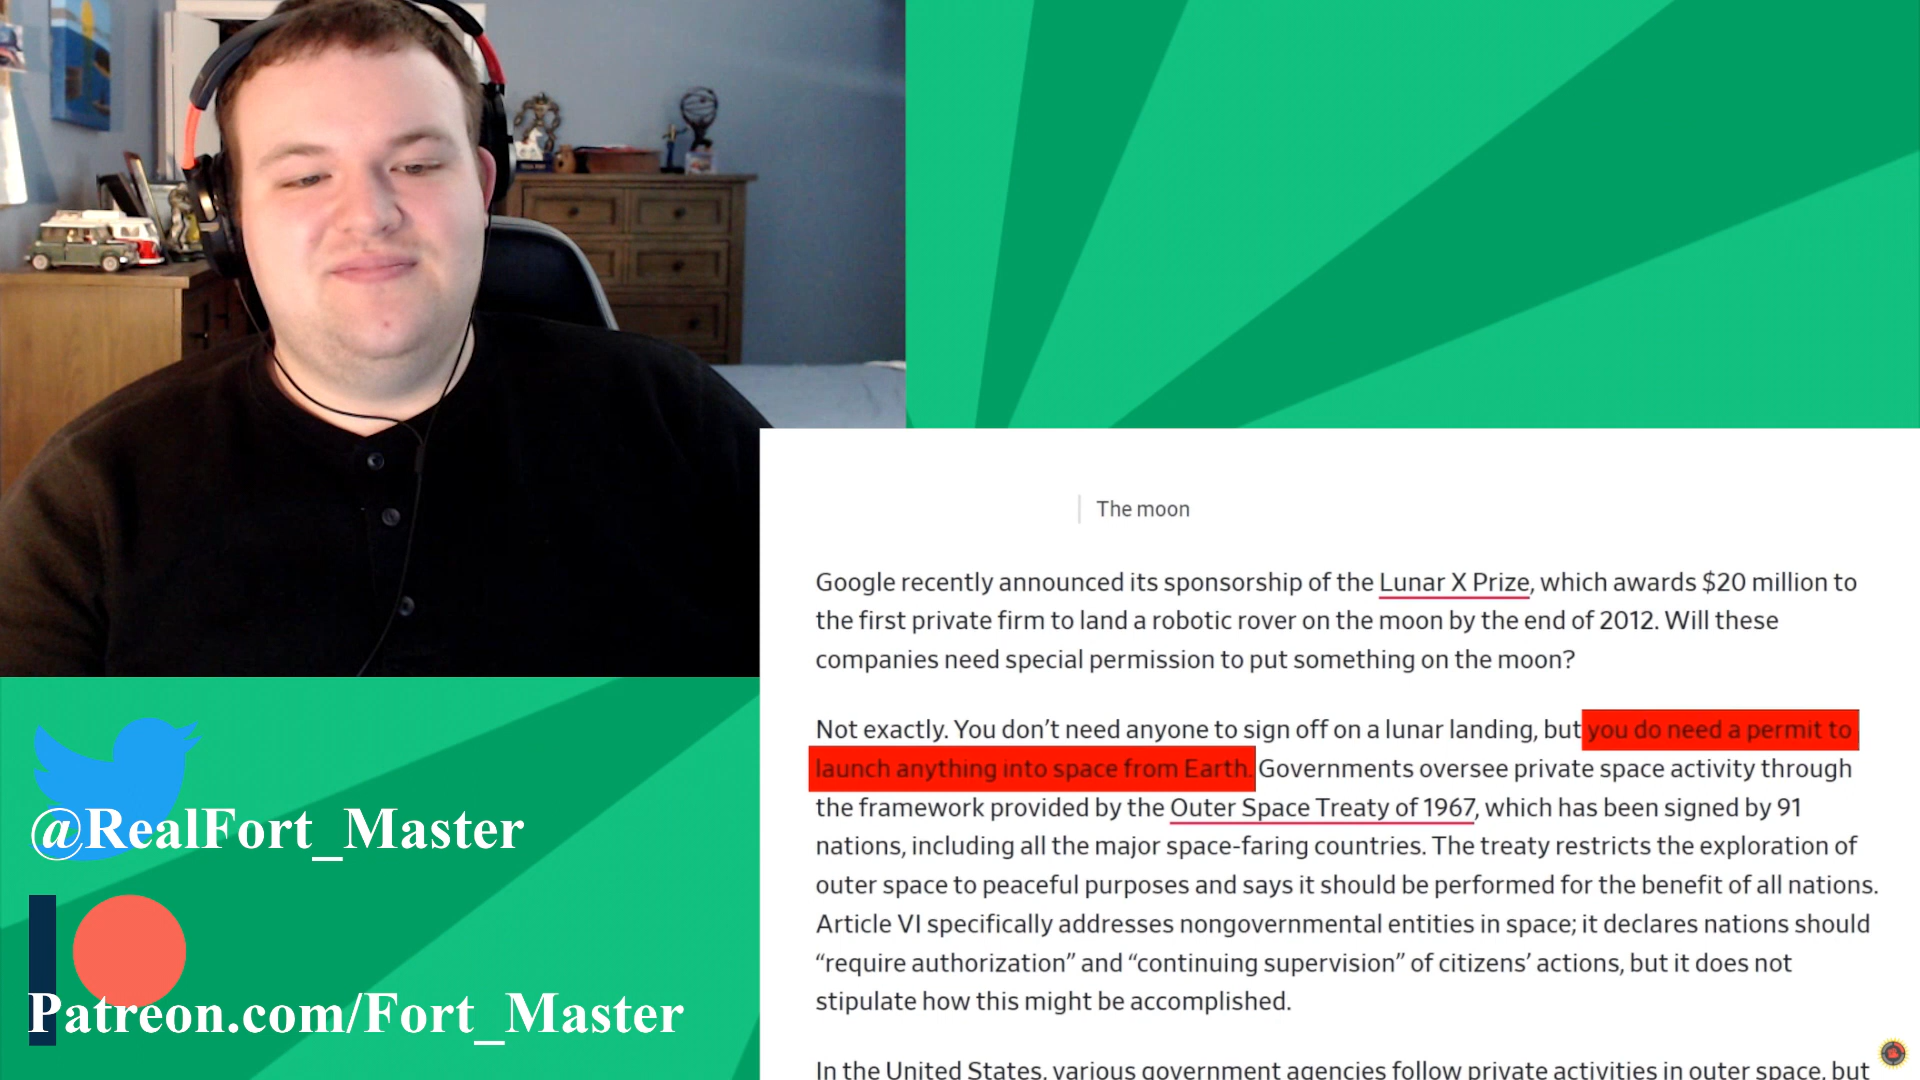 The moon
Google recently announced its sponsorship of the Lunar X Prize, which awards $20 million to
the first private firm to land a robotic rover on the moon by the end of 2012. Will these
companies need special permission to put something on the moon?
Not exactly. You don’t need anyone to sign off on a lunar landing, but you do need a permit to
launch anything into space from Earth. Governments oversee private space activity through
the framework provided by the Outer Space Treaty of 1967, which has been signed by 91
nations, including all the major space-faring countries. The treaty restricts the exploration of
outer space to peaceful purposes and says it should be performed for the benefit of all nations.
Article VI specifically addresses nongovernmental entities in space; it declares nations should
“require authorization” and “continuing supervision” of citizens’ actions, but it does not
stipulate how this might be accomplished.
In the United States, various government agencies follow private activities in outer space, but
@RealFort_Master
Patreon.com/Fort_Master